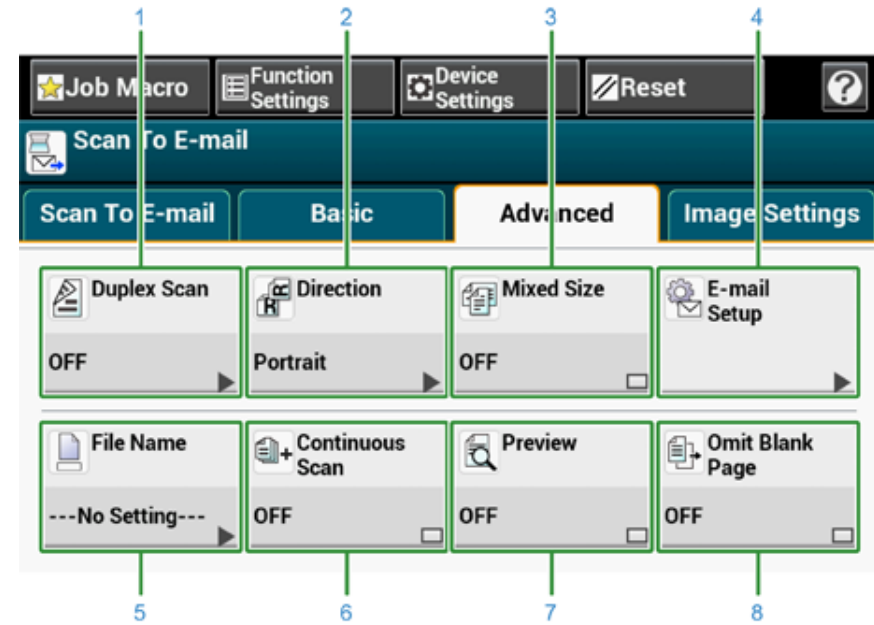 1 2 3 4
Job Macro
Function
Settings
Device
Settings
Reset
?
Scan To E-mail
Scan To E-mail
Basic
Advanced
Image Settings
Duplex Scan
OFF
Direction
Portrait
Mixed Size
OFF
E-mail
Setup
File Name
---No Setting---
Continuous
Scan
OFF
Preview
OFF
Omit Blank
Page
OFF
5 6 7 8